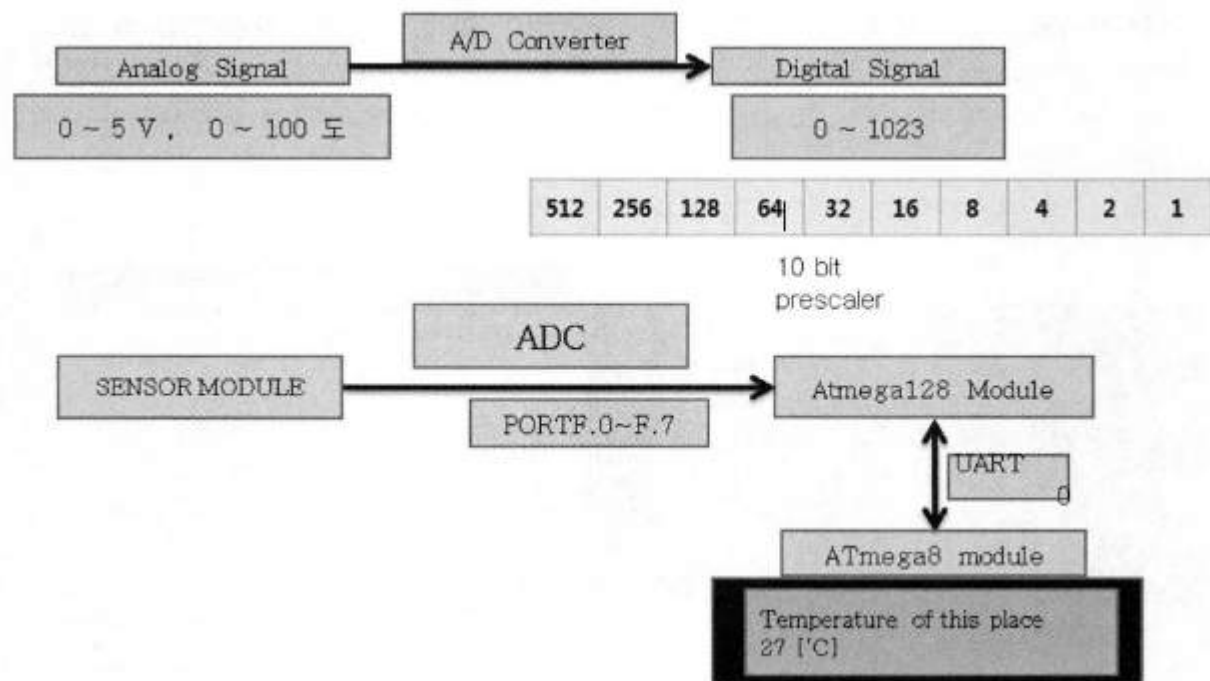 A/D Converter
Analog Signal
Digital Signal
0 ~ 5 V , 0 ~ 100 도
0 ~ 1023
512 256 128 64 32 16 8 4 2 1
10 bit
prescaler
ADC
SENSOR MODULE
Atmega128 Module
PORTF.0~F.7
UART
0
ATmega8 module
Temperature of this place
27 ['C]